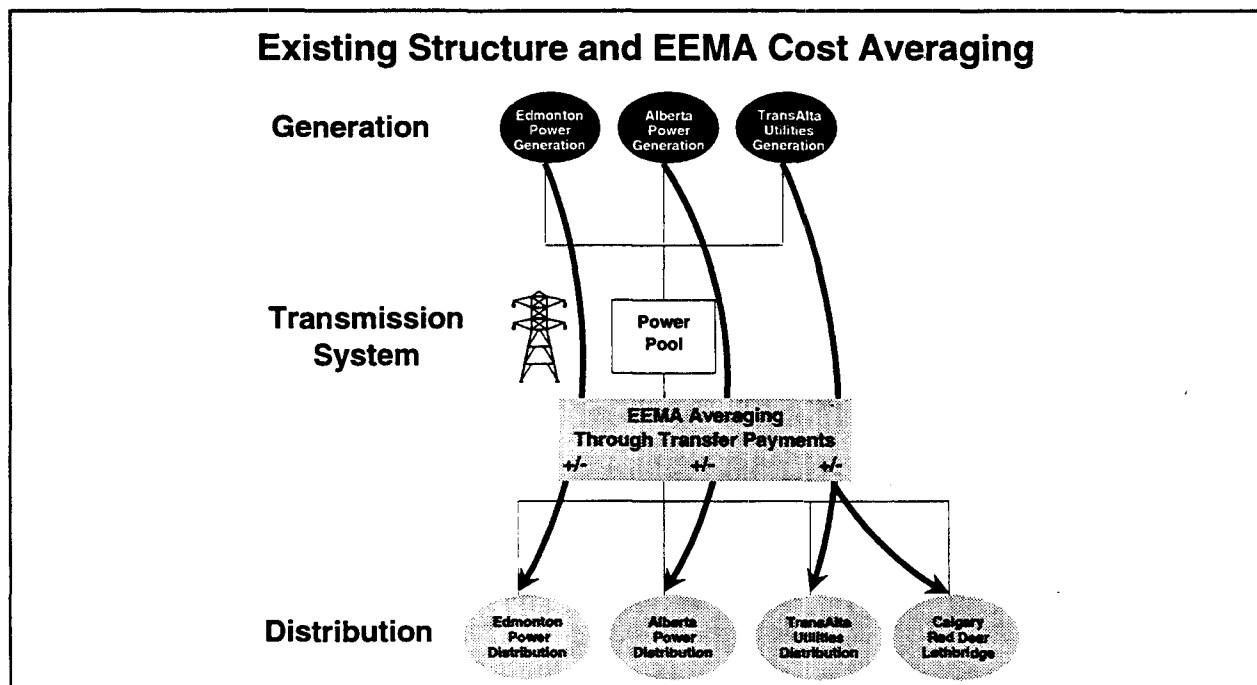 Existing Structure and EEMA Cost Averaging
Generation
Edmonton
Power
Generation
Alberta
Power
Generation
TransAlta
Utilities
Generation
Transmission
System
Power
Pool
EEMA Averaging
Through Transfer Payments
+/-
+/-
+/-
Distribution
Edmonton
Power
Distribution
Alberta
Power
Distribution
TransAlta
Utilities
Distribution
Calgary
Red Deer
Lethbridge